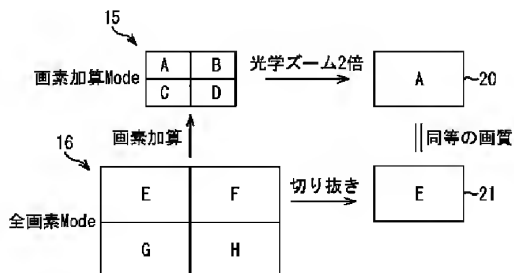 15
画素加算Mode
A B
C D
光学ズーム2倍
A
20
画素加算
同等の画質
16
全画素Mode
E F
G H
切り抜き
E
21